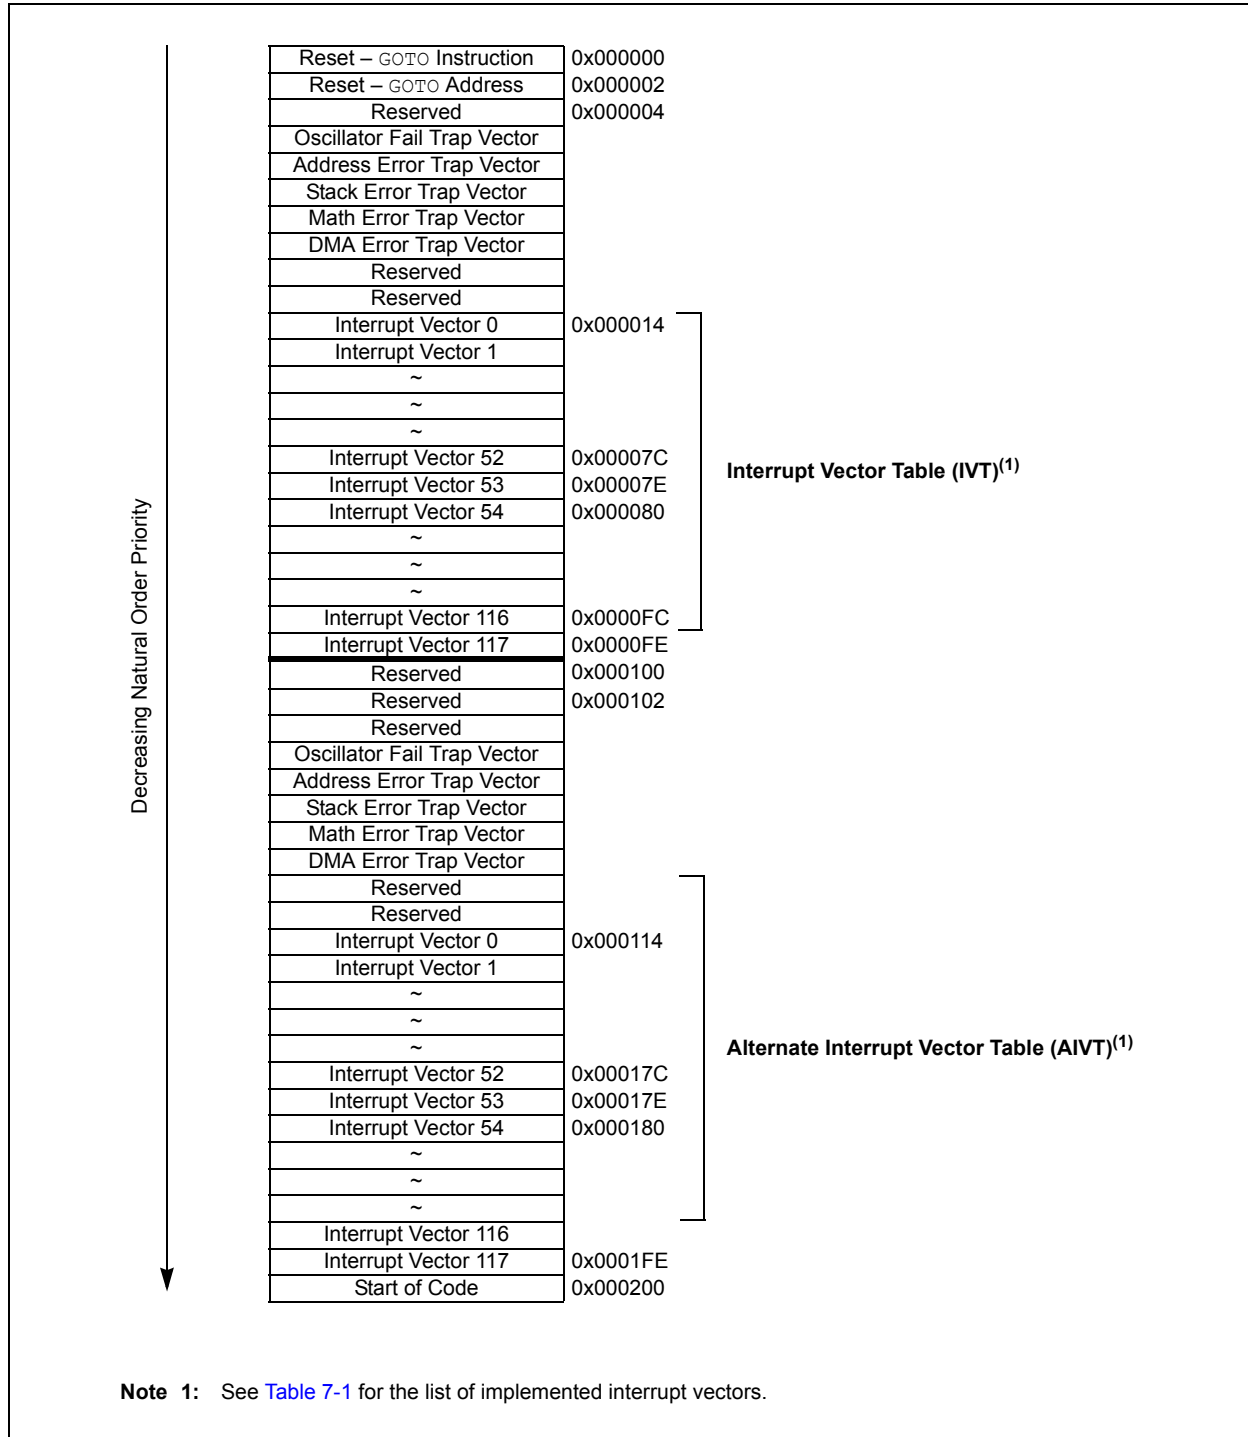 Reset – GOTO Instruction 0x000000
Reset – GOTO Address 0x000002
Reserved 0x000004
Oscillator Fail Trap Vector
Address Error Trap Vector
Stack Error Trap Vector
Math Error Trap Vector
DMA Error Trap Vector
Reserved
Reserved
Interrupt Vector 0 0x000014
Interrupt Vector 1
~
~
~
Interrupt Vector 52 0x00007C
Interrupt Vector 53 0x00007E
Interrupt Vector 54 0x000080
~
~
~
Interrupt Vector 116 0x0000FC
Interrupt Vector 117 0x0000FE
Interrupt Vector Table (IVT)(1)
Decreasing Natural Order Priority
Reserved 0x000100
Reserved 0x000102
Reserved
Oscillator Fail Trap Vector
Address Error Trap Vector
Stack Error Trap Vector
Math Error Trap Vector
DMA Error Trap Vector
Reserved
Reserved
Interrupt Vector 0 0x000114
Interrupt Vector 1
~
~
~
Interrupt Vector 52 0x00017C
Interrupt Vector 53 0x00017E
Interrupt Vector 54 0x000180
~
~
~
Interrupt Vector 116
Interrupt Vector 117 0x0001FE
Start of Code 0x000200
Alternate Interrupt Vector Table (AIVT)(1)
Note 1: See Table 7-1 for the list of implemented interrupt vectors.